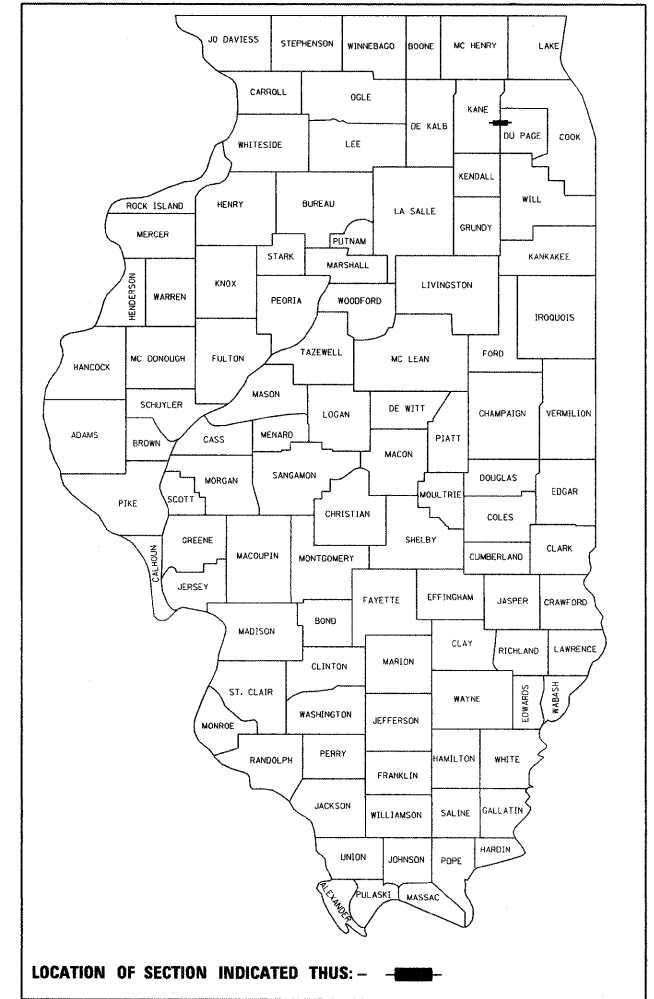 JO DAVIESS STEPHENSON WINNEBAGO BOONE MC HENRY LAKE
CARROLL OGLE KANE
DE KALB DU PAGE COOK
WHITESIDE LEE
KENDALL
ROCK ISLAND HENRY BUREAU LA SALLE WILL
MERCER PUTNAM GRUNDY
STARK MARSHALL KANKAKEE
HENDERSON WARREN KNOX PEORIA WOODFORD LIVINGSTON
IROQUOIS
HANCOCK MC DONOUGH FULTON TAZEWELL MC LEAN FORD
MASON
SCHUYLER LOGAN DE WITT CHAMPAIGN VERMILION
ADAMS BROWN CASS MENARD PIATT
MACON
MORGAN SANGAMON DOUGLAS
PIKE SCOTT MOULTRIE EDGAR
CHRISTIAN COLES
GREENE MACOUPIN MONTGOMERY SHELBY
CALHOUN CUMBERLAND CLARK
JERSEY
FAYETTE EFFINGHAM JASPER CRAWFORD
MADISON BOND
CLAY RICHLAND LAWRENCE
CLINTON MARION
ST. CLAIR WAYNE EDWARDS WABASH
WASHINGTON JEFFERSON
MONROE
RANDOLPH PERRY HAMILTON WHITE
FRANKLIN
JACKSON WILLIAMSON SALINE GALLATIN
UNION JOHNSON POPE HARDIN
ALEXANDER PULASKI MASSAC
LOCATION OF SECTION INDICATED THUS: –